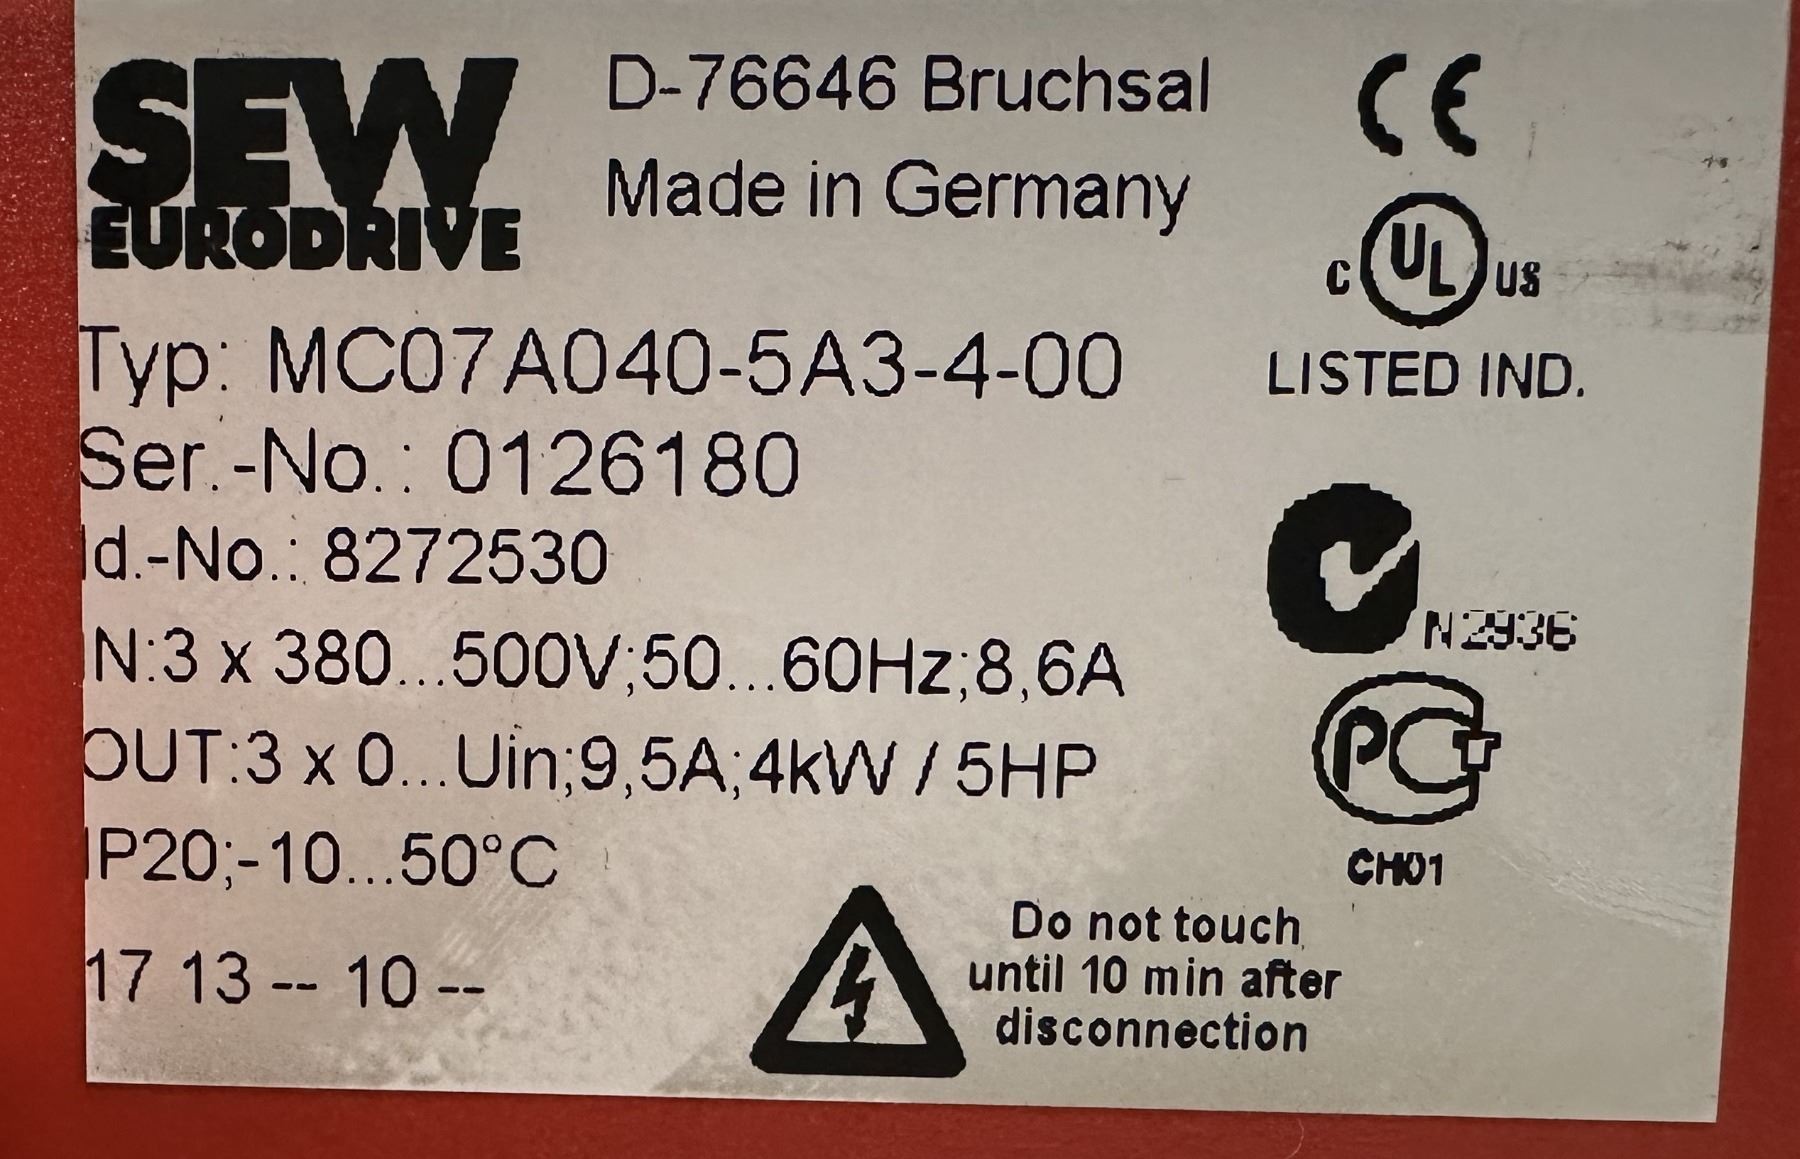 SEW
EURODRIVE
D-76646 Bruchsal
Made in Germany
CE
C UL US
LISTED IND.
Typ: MC07A040-5A3-4-00
Ser.-No.: 0126180
Id.-No.: 8272530
N2936
IN:3 x 380...500V;50...60Hz;8,6A
OUT:3 x 0...Uin;9,5A;4kW / 5HP
IP20;-10...50°C
PCT
CH01
17 13 -- 10 --
Do not touch
until 10 min after
disconnection